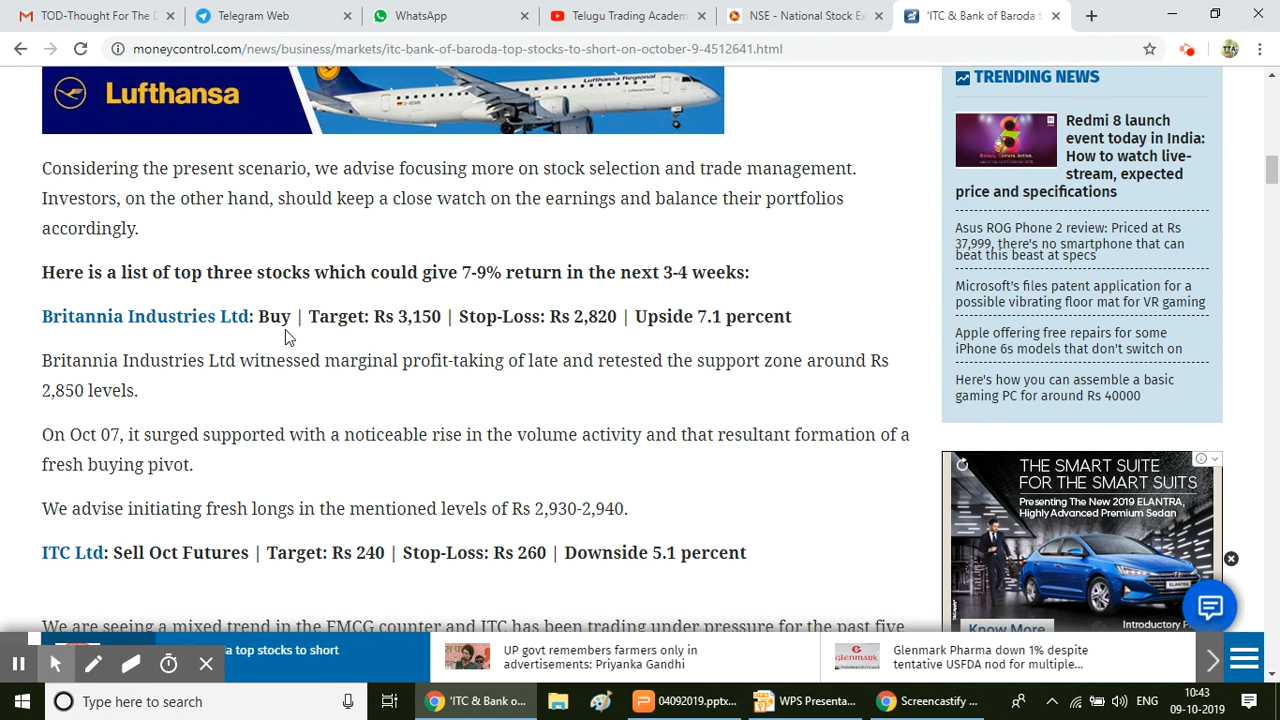 TOD-Thought For The D
Telegram Web
WhatsApp
Telugu Trading Academ
NSE - National Stock Ex
'ITC & Bank of Baroda t
moneycontrol.com/news/business/markets/itc-bank-of-baroda-top-stocks-to-short-on-october-9-4512641.html
Lufthansa
Lufthansa Regional
Considering the present scenario, we advise focusing more on stock selection and trade management.
Investors, on the other hand, should keep a close watch on the earnings and balance their portfolios
accordingly.
Here is a list of top three stocks which could give 7-9% return in the next 3-4 weeks:
Britannia Industries Ltd: Buy | Target: Rs 3,150 | Stop-Loss: Rs 2,820 | Upside 7.1 percent
Britannia Industries Ltd witnessed marginal profit-taking of late and retested the support zone around Rs
2,850 levels.
On Oct 07, it surged supported with a noticeable rise in the volume activity and that resultant formation of a
fresh buying pivot.
We advise initiating fresh longs in the mentioned levels of Rs 2,930-2,940.
ITC Ltd: Sell Oct Futures | Target: Rs 240 | Stop-Loss: Rs 260 | Downside 5.1 percent
We are seeing a mixed trend in the FMCG counter and ITC has been trading under pressure for the past five
TRENDING NEWS
Redmi 8 launch
event today in India:
How to watch live-
stream, expected
price and specifications
Asus ROG Phone 2 review: Priced at Rs
37,999, there's no smartphone that can
beat this beast at specs
Microsoft's files patent application for a
possible vibrating floor mat for VR gaming
Apple offering free repairs for some
iPhone 6s models that don't switch on
Here's how you can assemble a basic
gaming PC for around Rs 40000
THE SMART SUITE
FOR THE SMART SUITS
Presenting The New 2019 ELANTRA,
Highly Advanced Premium Sedan
Know More
Introductory
a top stocks to short
UP govt remembers farmers only in
advertisements: Priyanka Gandhi
GLENMARK
Glenmark Pharma down 1% despite
tentative USFDA nod for multiple...
Type here to search
'ITC & Bank o...
04092019.pptx...
WPS Presenta...
Screencastify ...
ENG
10:43
09-10-2019